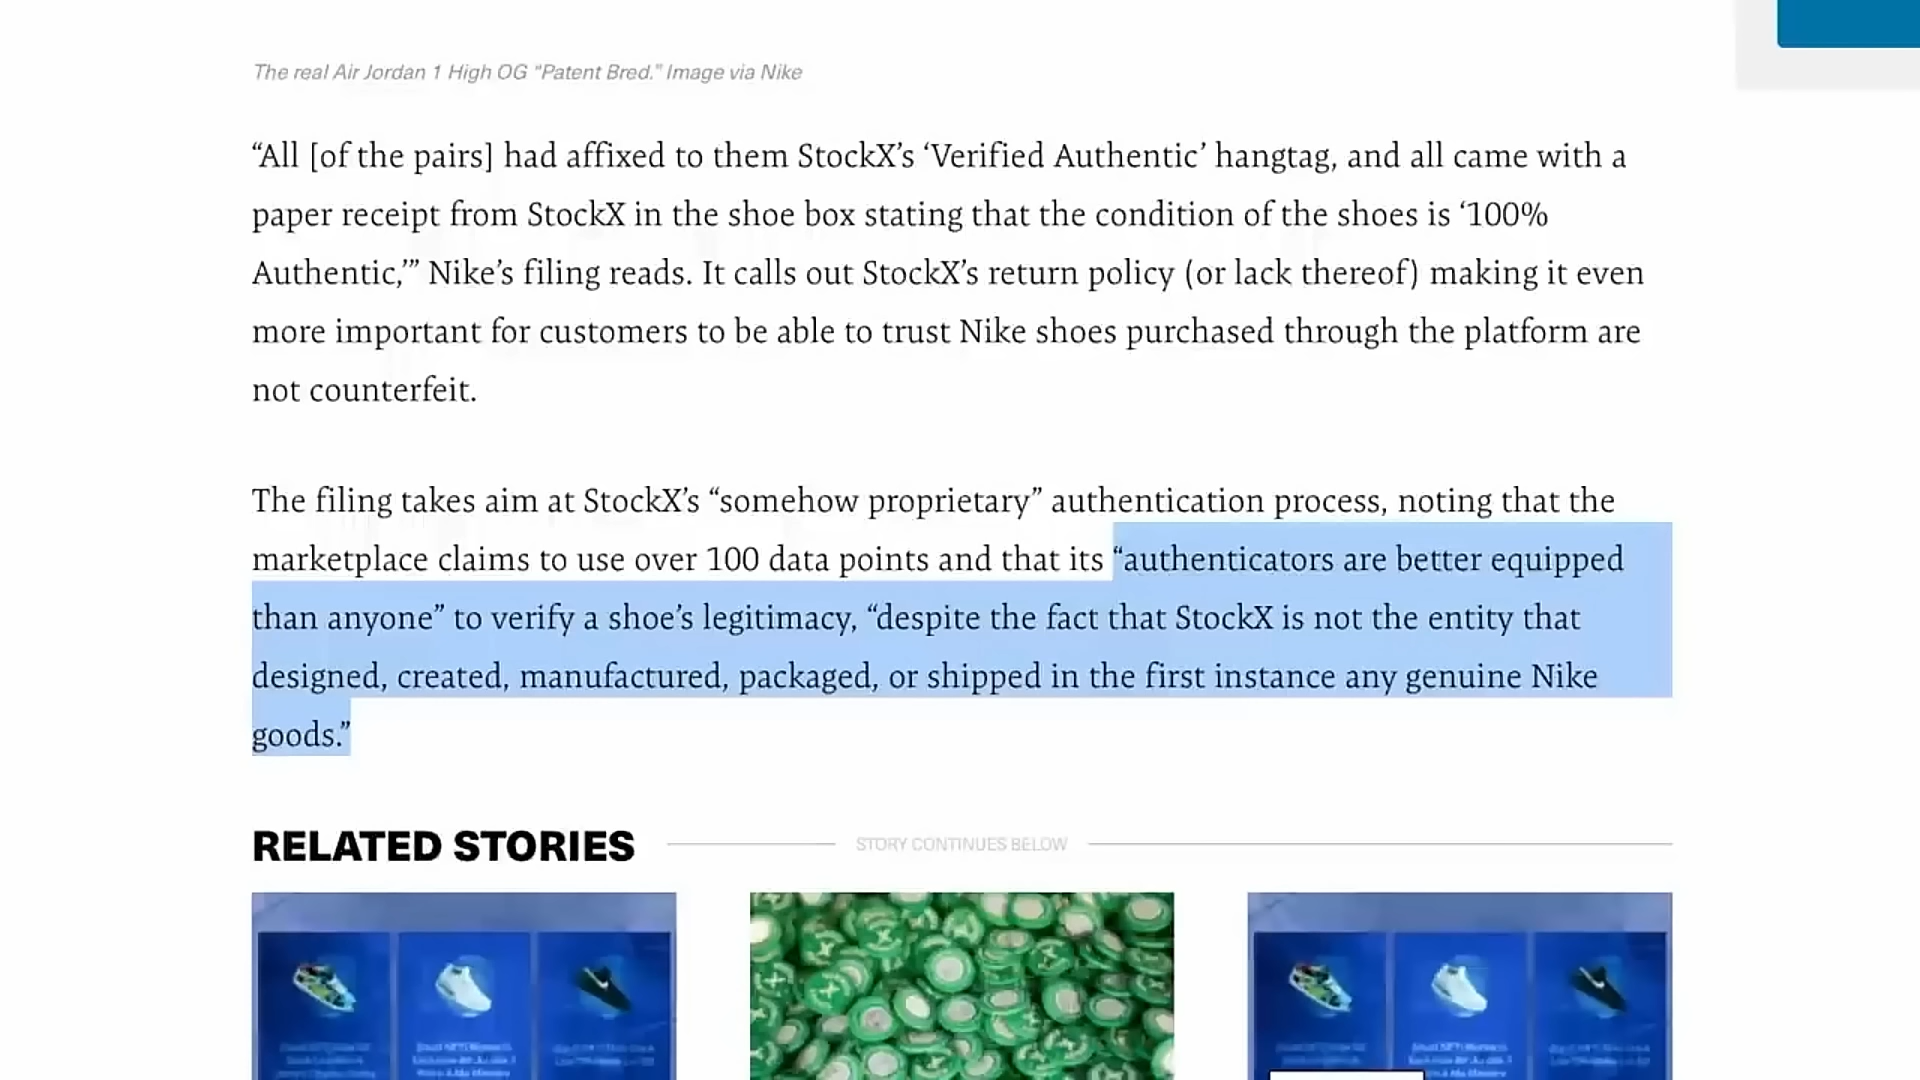 The real Air Jordan 1 High OG "Patent Bred." Image via Nike
“All [of the pairs] had affixed to them StockX’s ‘Verified Authentic’ hangtag, and all came with a
paper receipt from StockX in the shoe box stating that the condition of the shoes is ‘100%
Authentic,’” Nike’s filing reads. It calls out StockX’s return policy (or lack thereof) making it even
more important for customers to be able to trust Nike shoes purchased through the platform are
not counterfeit.
The filing takes aim at StockX’s “somehow proprietary” authentication process, noting that the
marketplace claims to use over 100 data points and that its “authenticators are better equipped
than anyone” to verify a shoe’s legitimacy, “despite the fact that StockX is not the entity that
designed, created, manufactured, packaged, or shipped in the first instance any genuine Nike
goods.”
RELATED STORIES
STORY CONTINUES BELOW